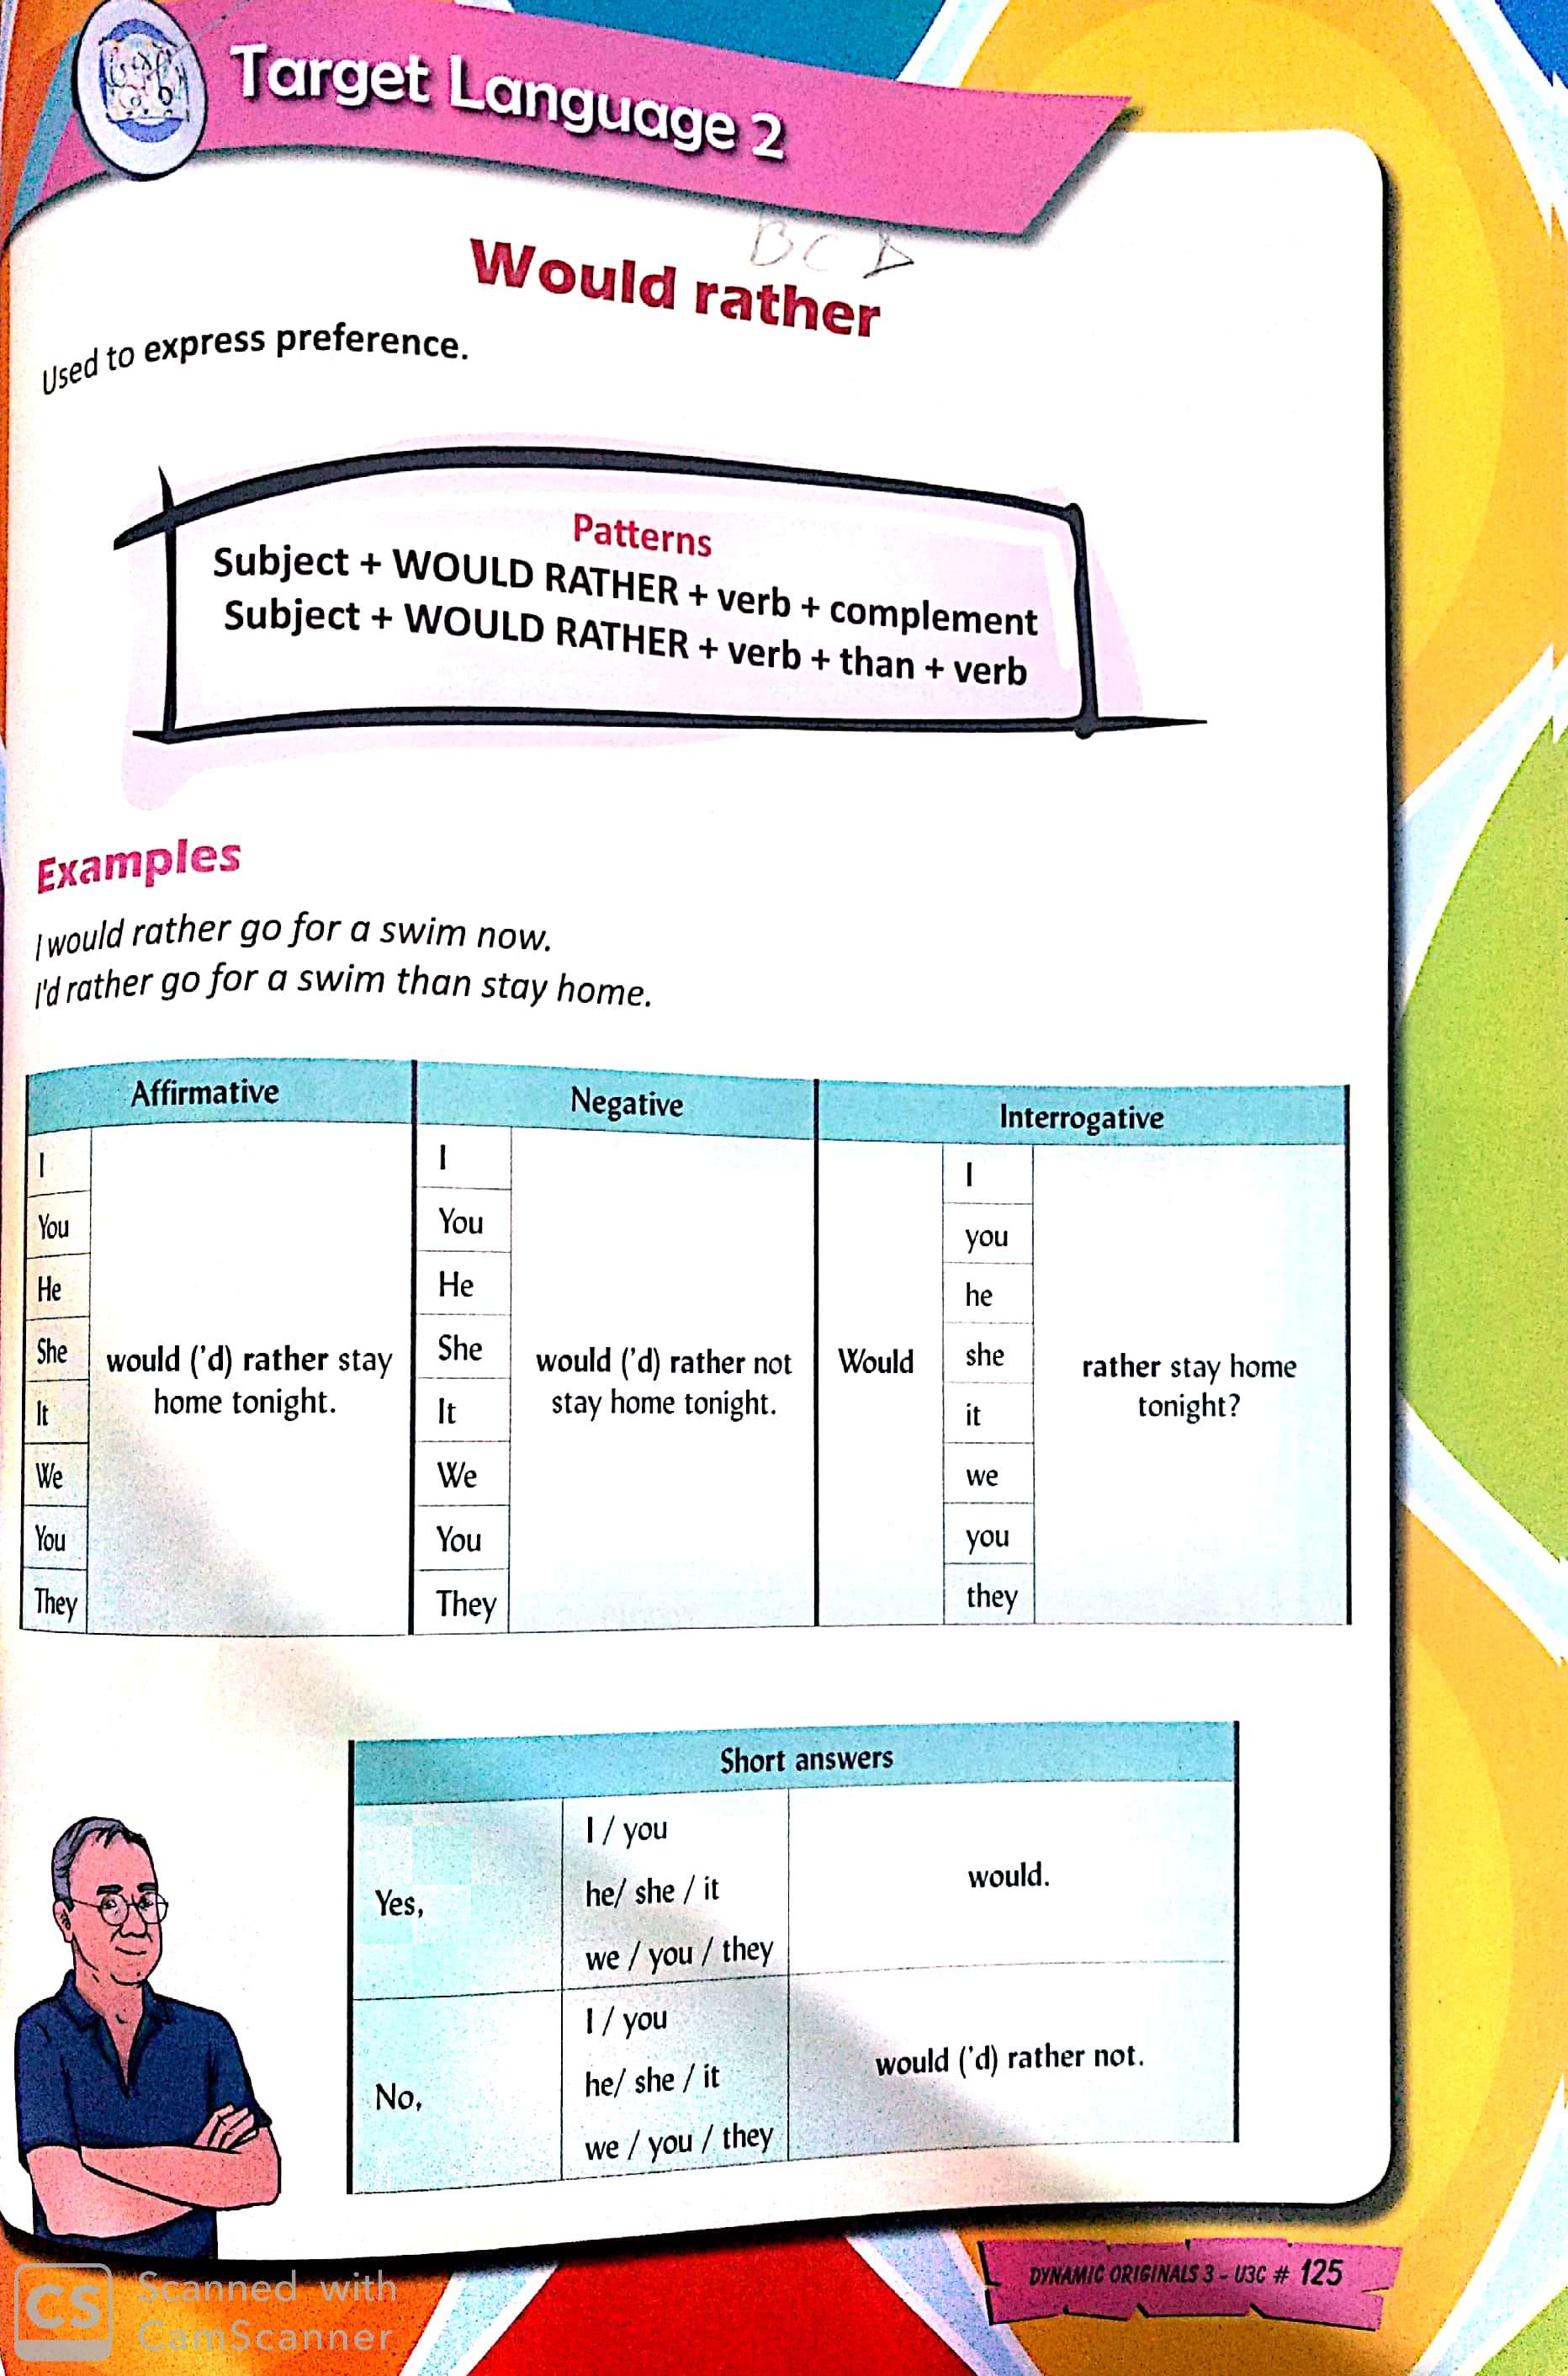 Target Language 2
BCD
Would rather
Used to express preference.
Patterns
Subject + WOULD RATHER + verb + complement
Subject + WOULD RATHER + verb + than + verb
Examples
I would rather go for a swim now.
I'd rather go for a swim than stay home.
Affirmative
I
You
He
She
It
We
You
They
would ('d) rather stay
home tonight.
Negative
I
You
He
She
It
We
You
They
would ('d) rather not
stay home tonight.
Interrogative
Would
I
you
he
she
it
we
you
they
rather stay home
tonight?
Short answers
Yes,
I / you
he/ she / it
we / you / they
would.
No,
I / you
he/ she / it
we / you / they
would ('d) rather not.
DYNAMIC ORIGINALS 3 - U3C # 125
CS Scanned with
CamScanner